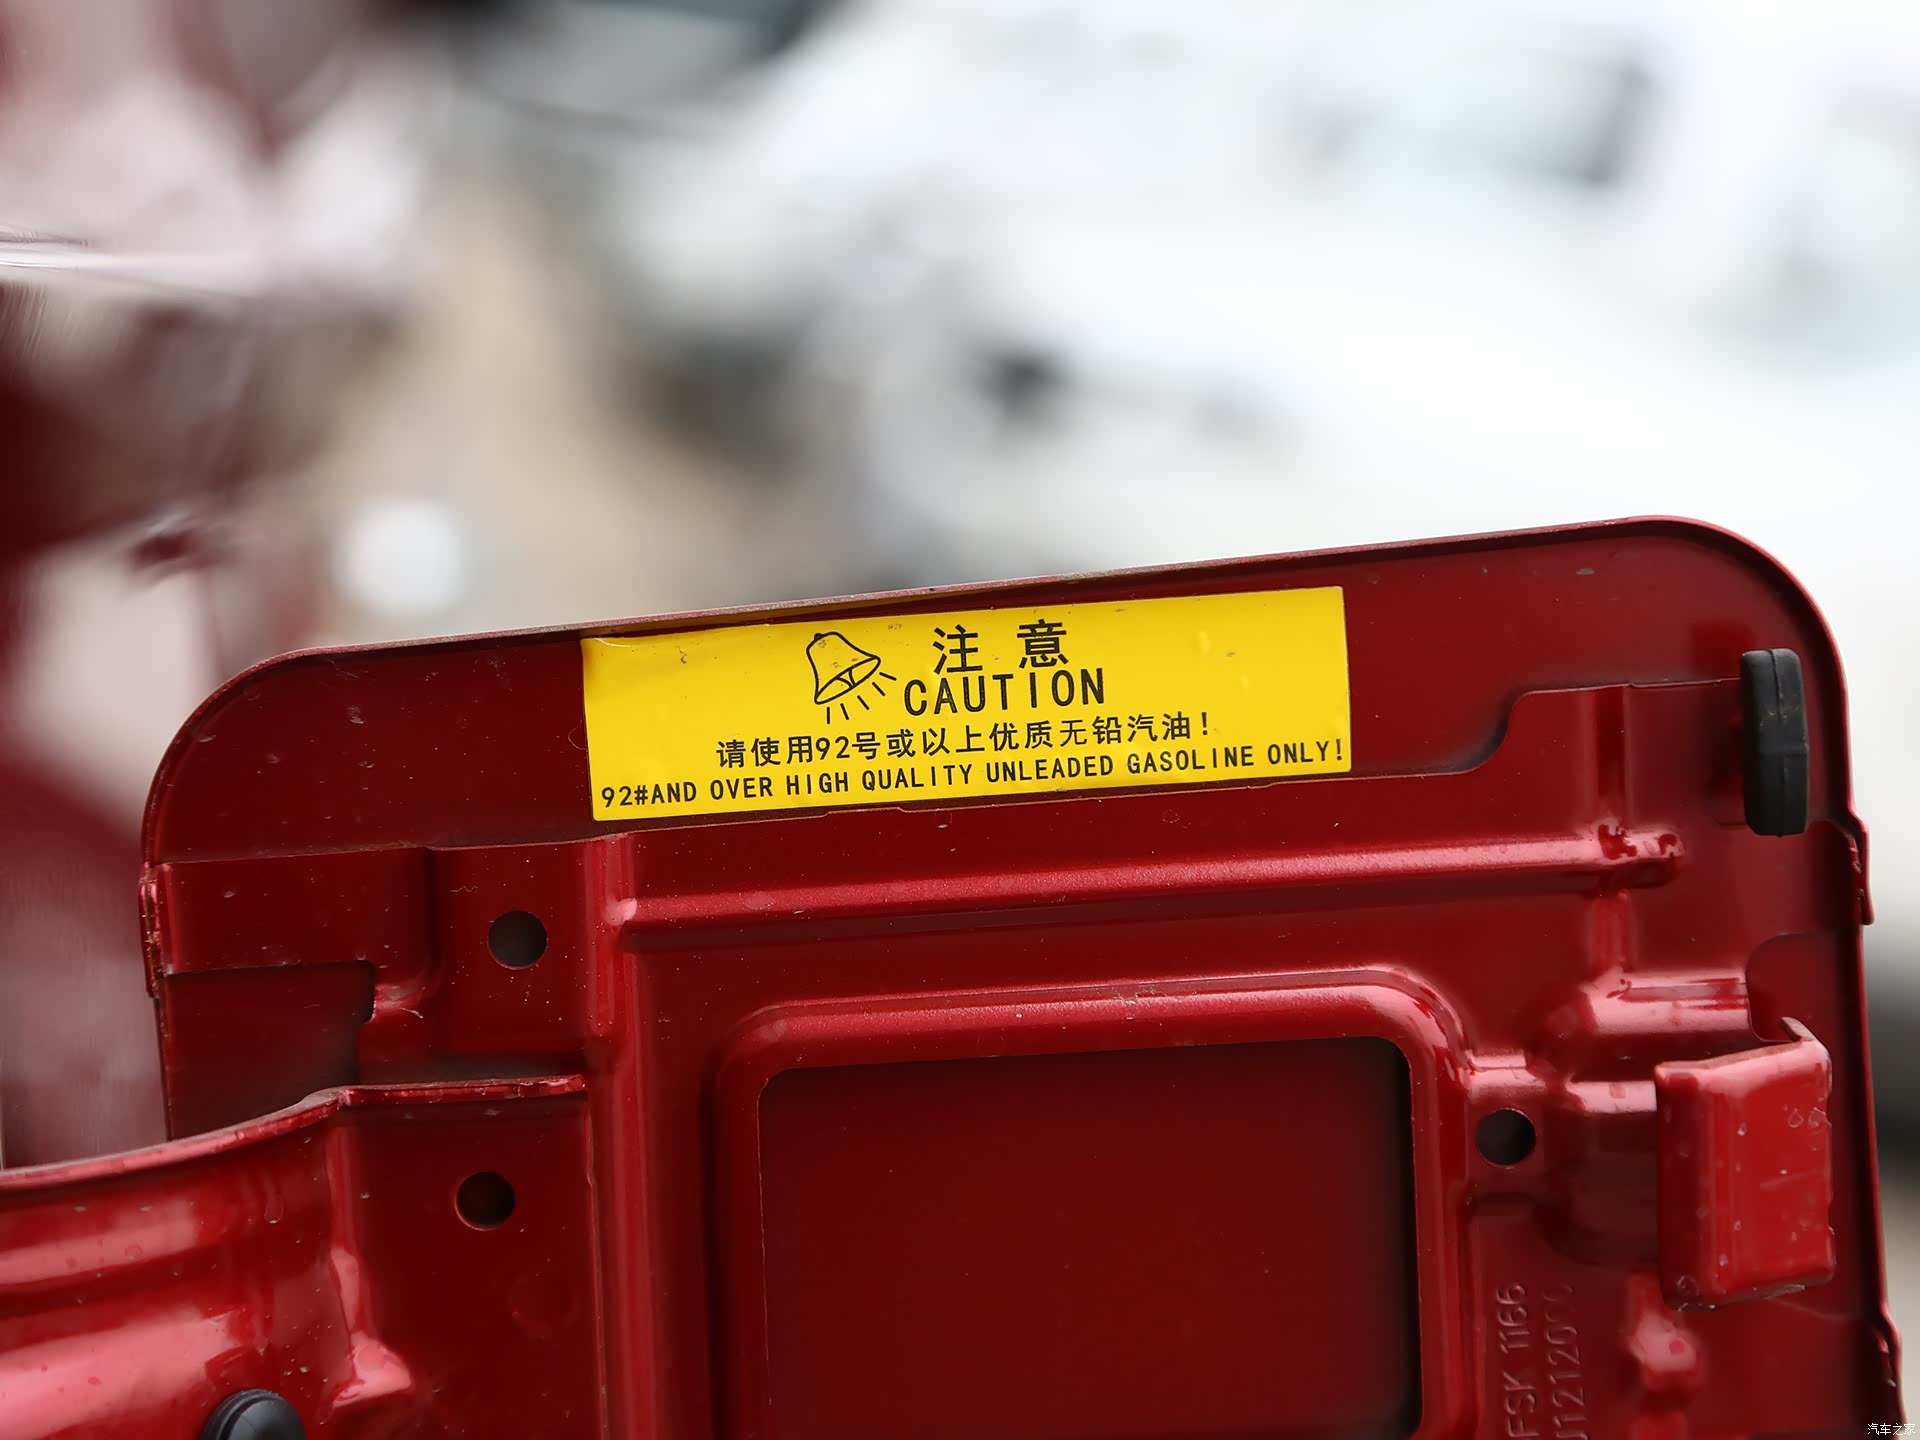 注意
CAUTION
请使用92号或以上优质无铅汽油！
92#AND OVER HIGH QUALITY UNLEADED GASOLINE ONLY!
FSK 1166
汽车之家